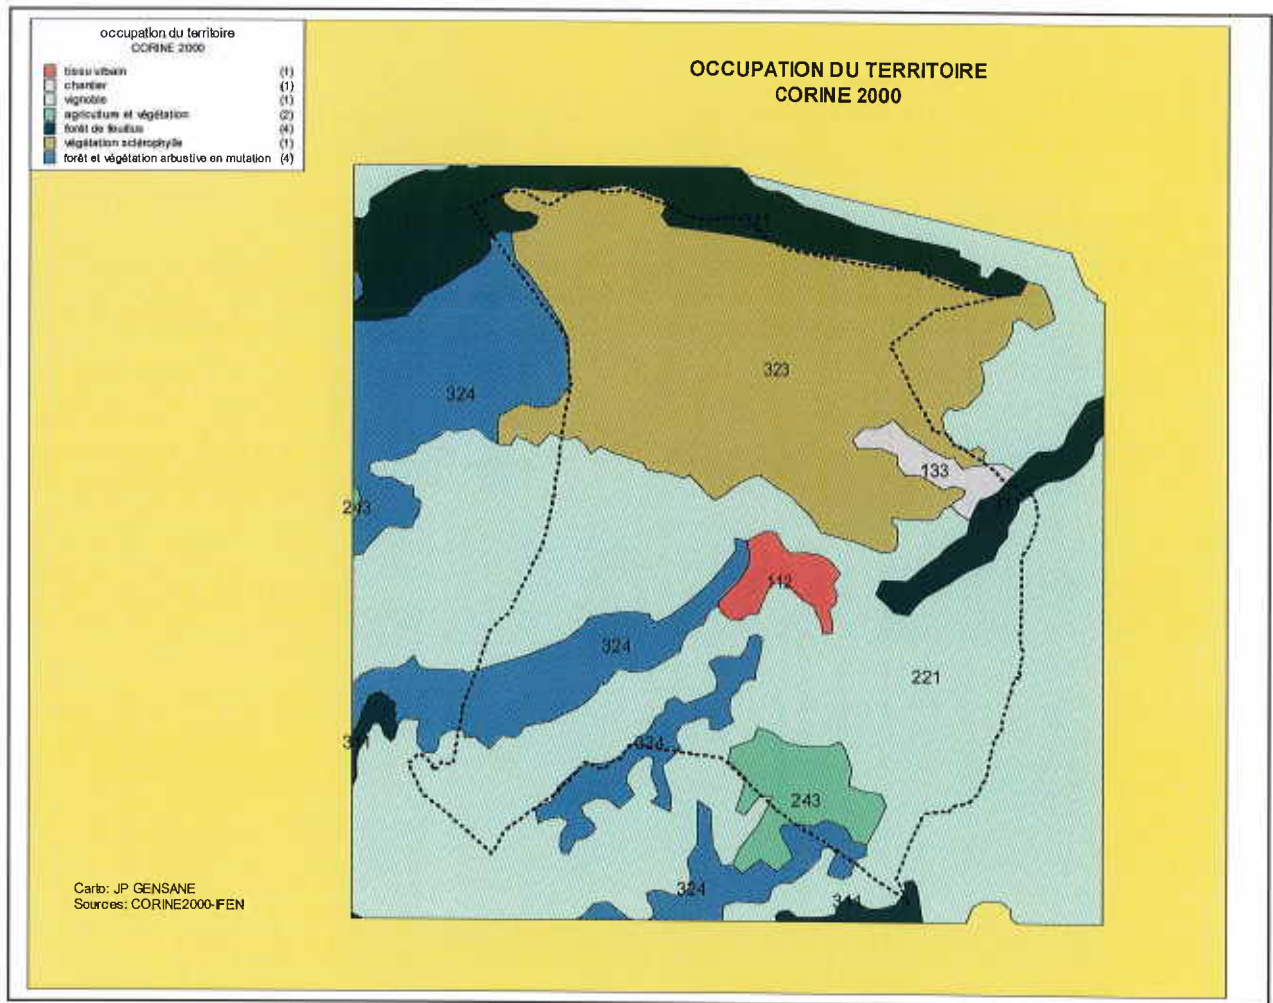 occupation du territoire
CORINE 2000
tissu urbain (1)
chantier (1)
vignoble (1)
agriculture et végétation (2)
forêt de feuillus (4)
végétation sclérophylle (1)
forêt et végétation arbustive en mutation (4)
OCCUPATION DU TERRITOIRE
CORINE 2000
323
324
133
243
112
324
221
311
324
243
324
311
Carto: JP GENSANE
Sources: CORINE2000-IFEN